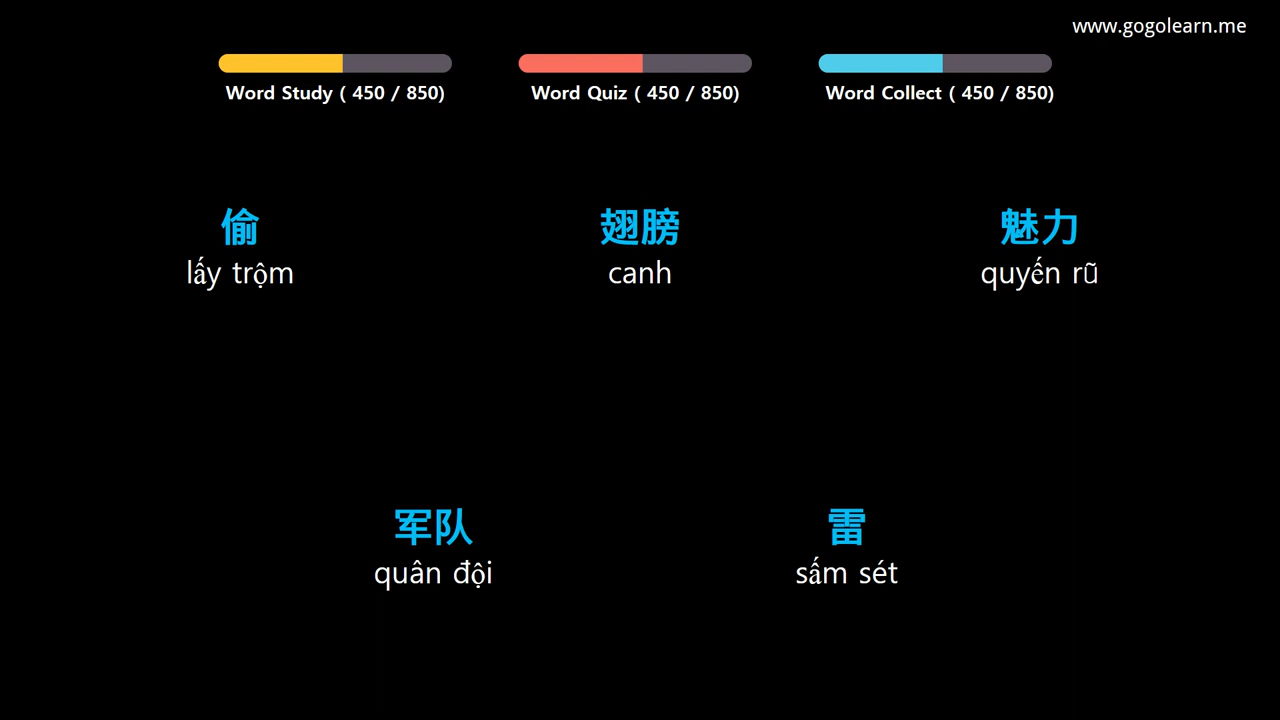 www.gogolearn.me
Word Study ( 450 / 850)
Word Quiz ( 450 / 850)
Word Collect ( 450 / 850)
偷
lấy trộm
翅膀
canh
魅力
quyến rũ
军队
quân đội
雷
sấm sét